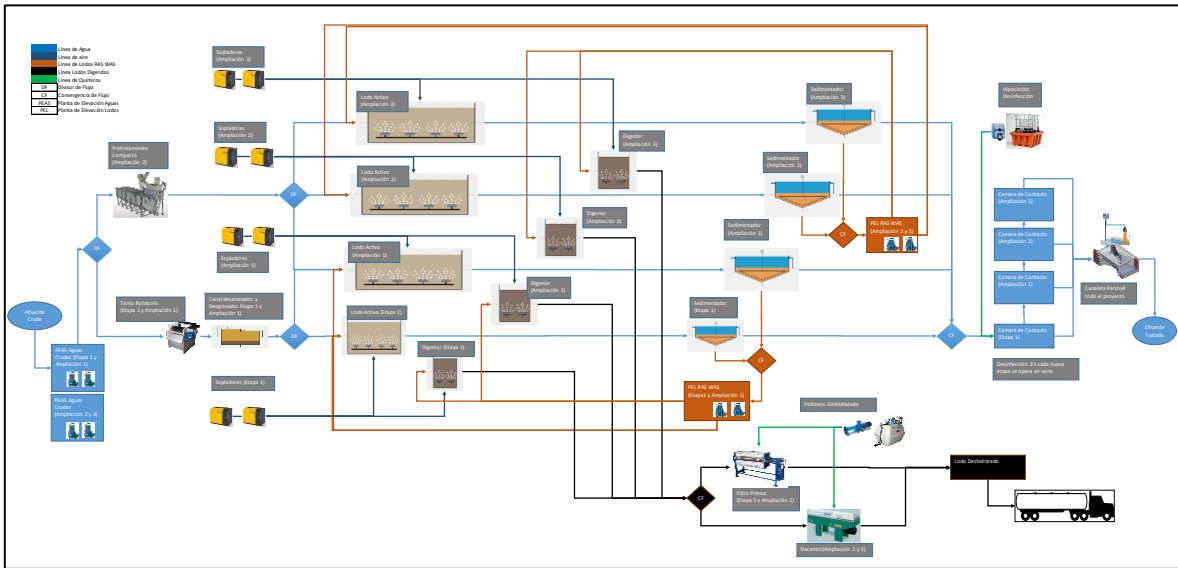 Línea de Agua
Línea de aire
Línea de Lodos RAS WAS
Línea Lodos Digeridos
Línea de Químicos
DF
Divisor de Flujo
CF
Convergencia de Flujo
PEAS
Planta de Elevación Aguas
PEL
Planta de Elevación Lodos
Sopladores
(Ampliación 3)
Sopladores
(Ampliación 2)
Pretratamiento
Compacto
(Ampliación 2)
Sopladores
(Ampliación 1)
Sopladores (Etapa 1)
DF
DF
DF
Afluente
Crudo
PEAS Aguas
Crudas (Etapa 1 y
Ampliación 1)
PEAS Aguas
Crudas
(Ampliación 2 y 3)
Tamiz Rotatorio
(Etapa 1 y Ampliación 1)
Canal desarenador y
Desgrasador Etapa 1 y
Ampliación 1)
Lodo Activo
(Ampliación 3)
Lodo Activo
(Ampliación 2)
Lodo Activo
(Ampliación 1)
Lodo Activo (Etapa 1)
Digestor
(Ampliación 3)
Digestor
(Ampliación 2)
Digestor
(Ampliación 1)
Digestor (Etapa 1)
Sedimentador
(Ampliación 3)
Sedimentador
(Ampliación 2)
Sedimentador
(Ampliación 1)
Sedimentador
(Etapa 1)
CF
PEL RAS WAS
(Ampliación 2 y 3)
CF
PEL RAS WAS
(Etapa1 y Ampliación 1)
CF
Hipoclorito
Desinfección
Camara de Contacto
(Ampliación 3)
Camara de Contacto
(Ampliación 2)
Camara de Contacto
(Ampliación 1)
Camara de Contacto
(Etapa 1)
Desinfección: En cada nueva
etapa se opera en serie.
Canaleta Parshall
todo el proyecto
Efluente
Tratado
Polimero Deshidratado
CF
Filtro Prensa
(Etapa 1 y Ampliación 1)
Decanter(Ampliación 2 y 3)
Lodo Deshidratado